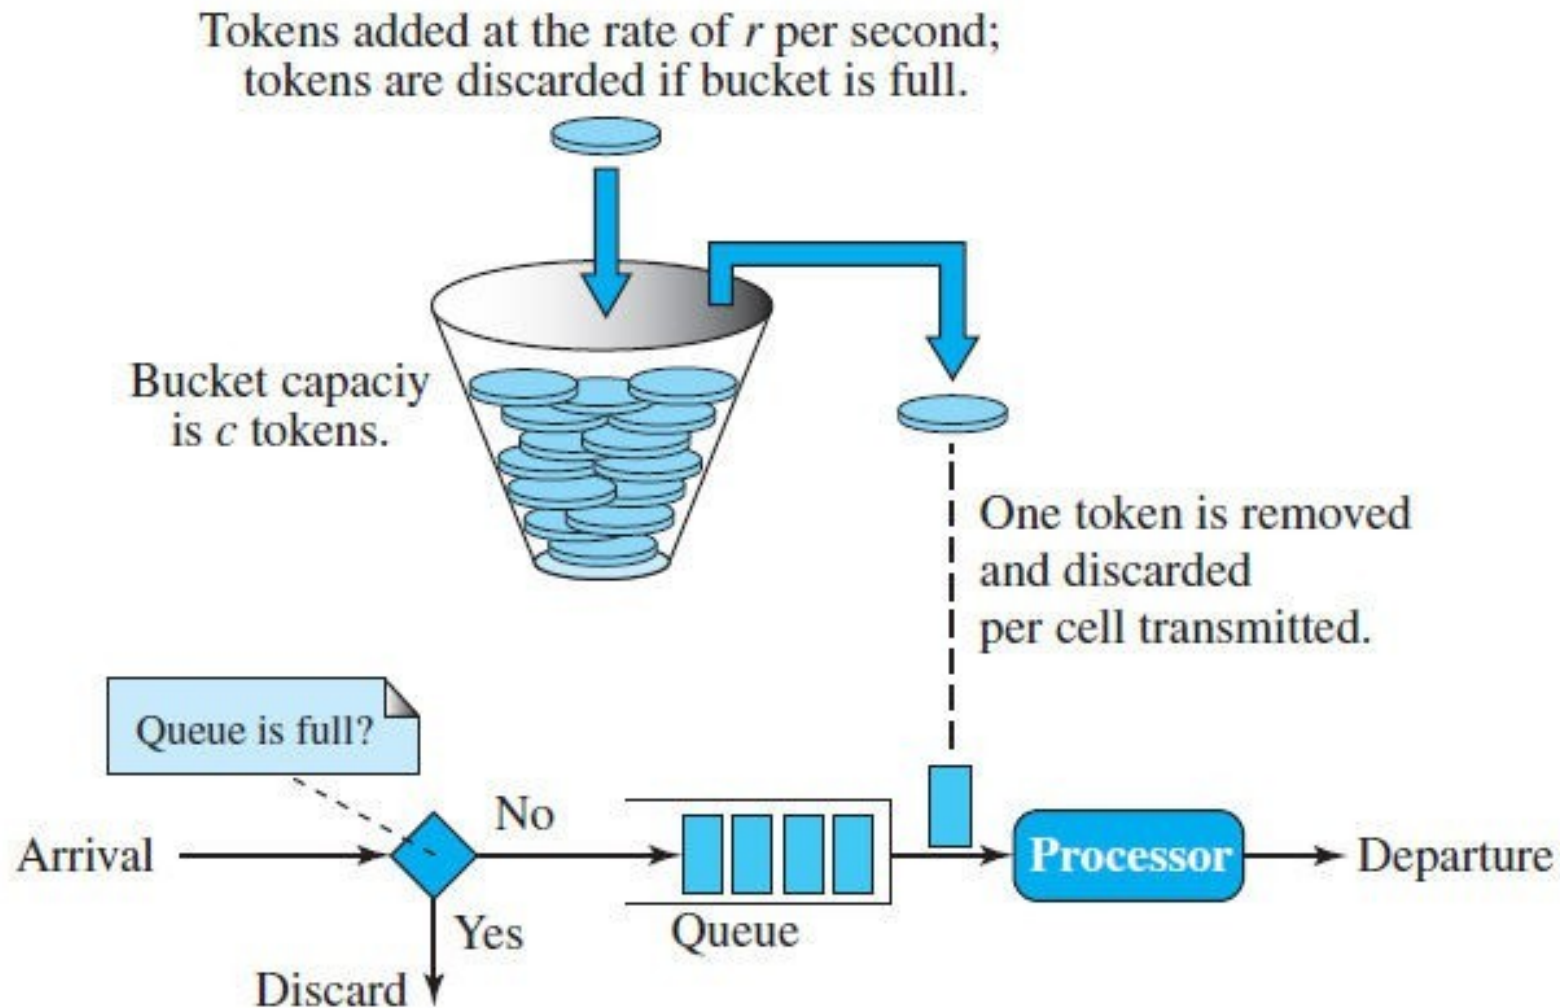 Tokens added at the rate of r per second;
tokens are discarded if bucket is full.
Bucket capaciy
is c tokens.
One token is removed
and discarded
per cell transmitted.
Queue is full?
Arrival
No
Yes
Discard
Queue
Processor
Departure